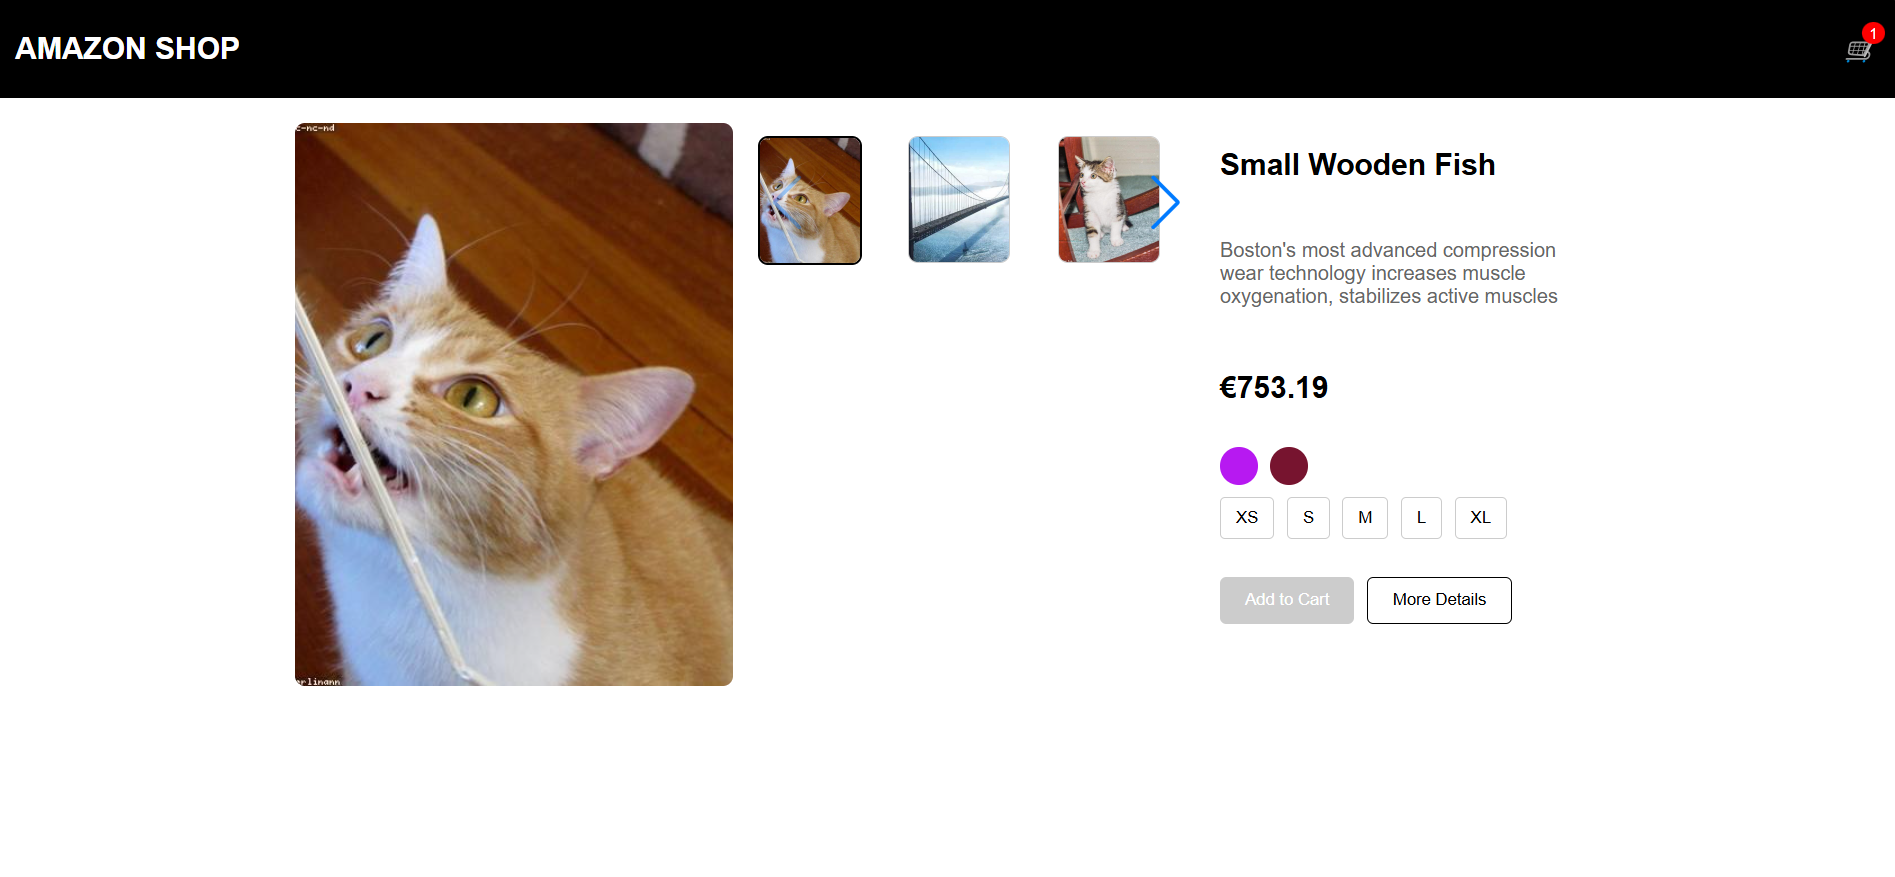 AMAZON SHOP
1
c-nc-nd
erlinann
Small Wooden Fish
Boston's most advanced compression
wear technology increases muscle
oxygenation, stabilizes active muscles
€753.19
XS
S
M
L
XL
Add to Cart
More Details